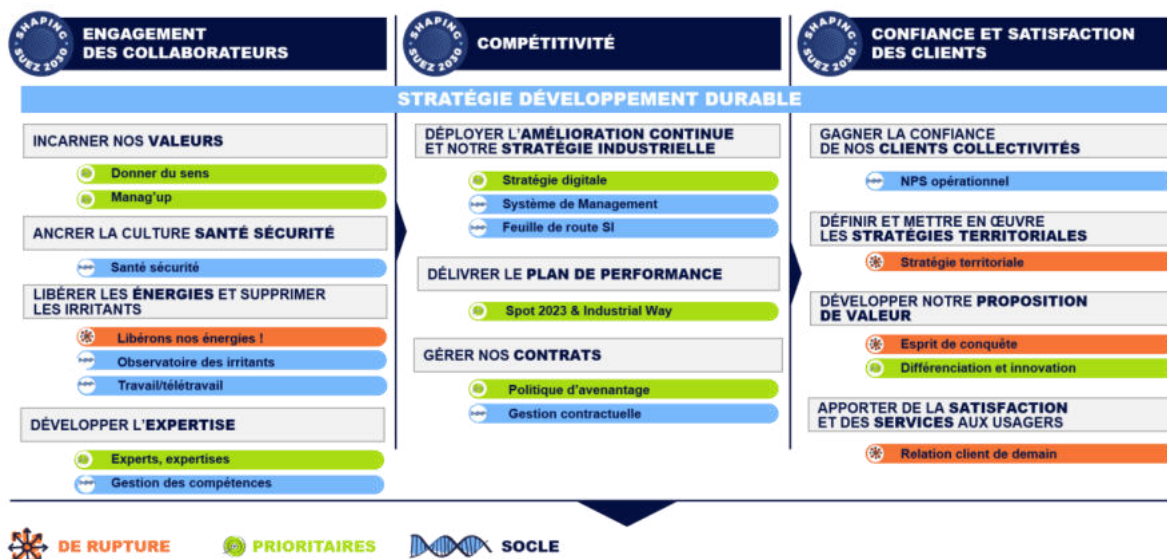 SHAPING SUEZ 2030
ENGAGEMENT
DES COLLABORATEURS
SHAPING SUEZ 2030
COMPÉTITIVITÉ
SHAPING SUEZ 2030
CONFIANCE ET SATISFACTION
DES CLIENTS
STRATÉGIE DÉVELOPPEMENT DURABLE
INCARNER NOS VALEURS
Donner du sens
Manag'up
ANCRER LA CULTURE SANTÉ SÉCURITÉ
Santé sécurité
LIBÉRER LES ÉNERGIES ET SUPPRIMER
LES IRRITANTS
Libérons nos énergies !
Observatoire des irritants
Travail/télétravail
DÉVELOPPER L'EXPERTISE
Experts, expertises
Gestion des compétences
DÉPLOYER L'AMÉLIORATION CONTINUE
ET NOTRE STRATÉGIE INDUSTRIELLE
Stratégie digitale
Système de Management
Feuille de route SI
DÉLIVRER LE PLAN DE PERFORMANCE
Spot 2023 & Industrial Way
GÉRER NOS CONTRATS
Politique d'avenantage
Gestion contractuelle
GAGNER LA CONFIANCE
DE NOS CLIENTS COLLECTIVITÉS
NPS opérationnel
DÉFINIR ET METTRE EN ŒUVRE
LES STRATÉGIES TERRITORIALES
Stratégie territoriale
DÉVELOPPER NOTRE PROPOSITION
DE VALEUR
Esprit de conquête
Différenciation et innovation
APPORTER DE LA SATISFACTION
ET DES SERVICES AUX USAGERS
Relation client de demain
DE RUPTURE
PRIORITAIRES
SOCLE